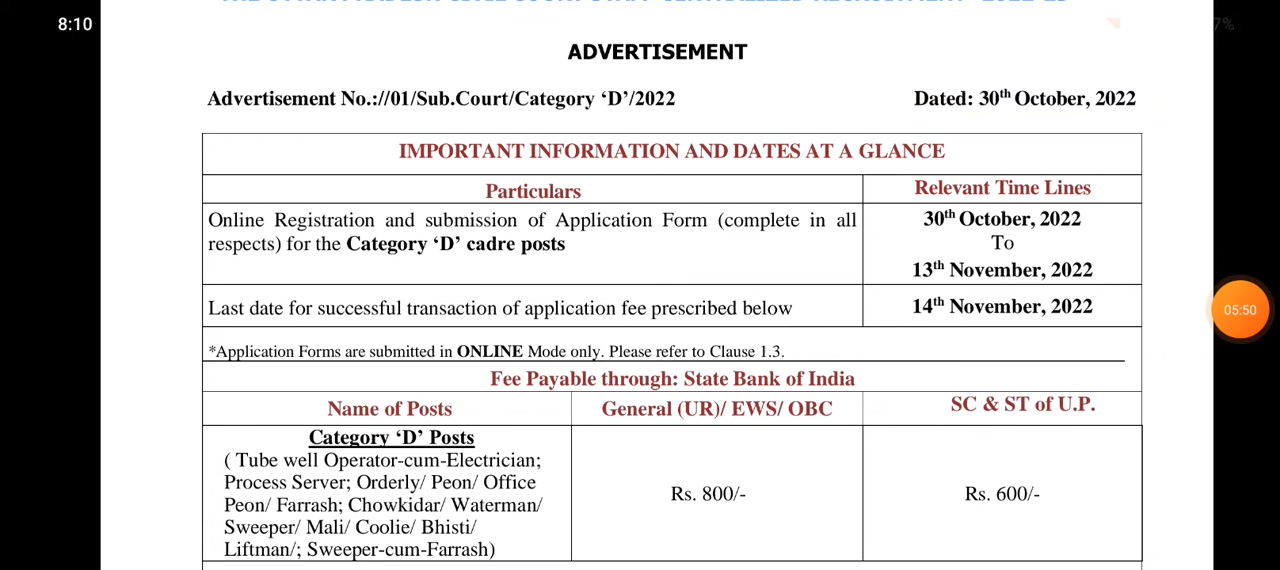 8:10
7%
ADVERTISEMENT
Advertisement No.://01/Sub.Court/Category ‘D’/2022 Dated: 30th October, 2022
IMPORTANT INFORMATION AND DATES AT A GLANCE
Particulars Relevant Time Lines
Online Registration and submission of Application Form (complete in all
respects) for the Category ‘D’ cadre posts
30th October, 2022
To
13th November, 2022
Last date for successful transaction of application fee prescribed below 14th November, 2022
05:50
*Application Forms are submitted in ONLINE Mode only. Please refer to Clause 1.3.
Fee Payable through: State Bank of India
Name of Posts General (UR)/ EWS/ OBC SC & ST of U.P.
Category ‘D’ Posts
( Tube well Operator-cum-Electrician;
Process Server; Orderly/ Peon/ Office
Peon/ Farrash; Chowkidar/ Waterman/
Sweeper/ Mali/ Coolie/ Bhisti/
Liftman/; Sweeper-cum-Farrash)
Rs. 800/- Rs. 600/-